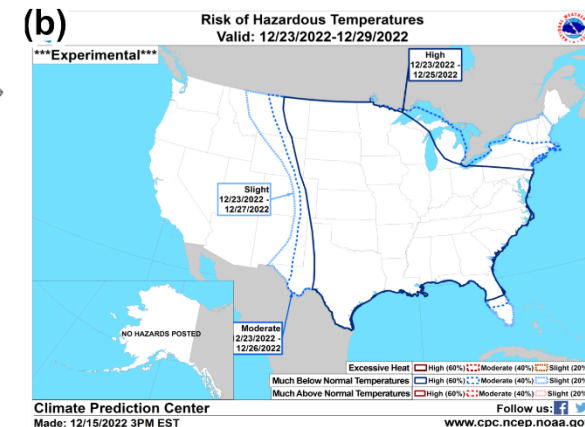 (b)
Risk of Hazardous Temperatures
Valid: 12/23/2022-12/29/2022
***Experimental***
High
12/23/2022 -
12/25/2022
Slight
12/23/2022 -
12/27/2022
NO HAZARDS POSTED
Moderate
12/23/2022 -
12/26/2022
Excessive Heat High (60%) Moderate (40%) Slight (20%
Much Below Normal Temperatures High (60%) Moderate (40%) Slight (20%
Much Above Normal Temperatures High (60%) Moderate (40%) Slight (20%
Climate Prediction Center
Follow us:
Made: 12/15/2022 3PM EST
www.cpc.ncep.noaa.go